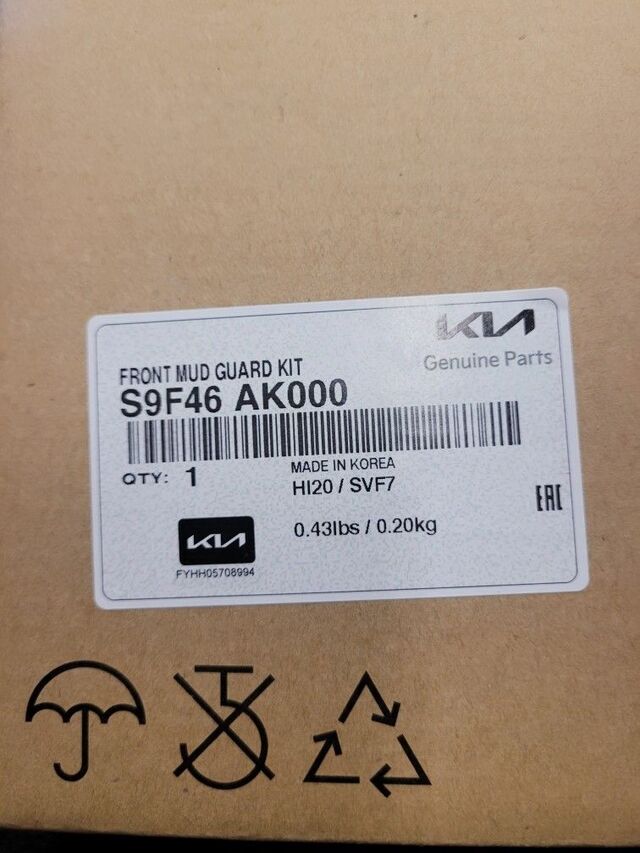 KIA
Genuine Parts
FRONT MUD GUARD KIT
S9F46 AK000
QTY: 1
MADE IN KOREA
HI20 / SVF7
EAC
0.43lbs / 0.20kg
KIA
FYHH05708994